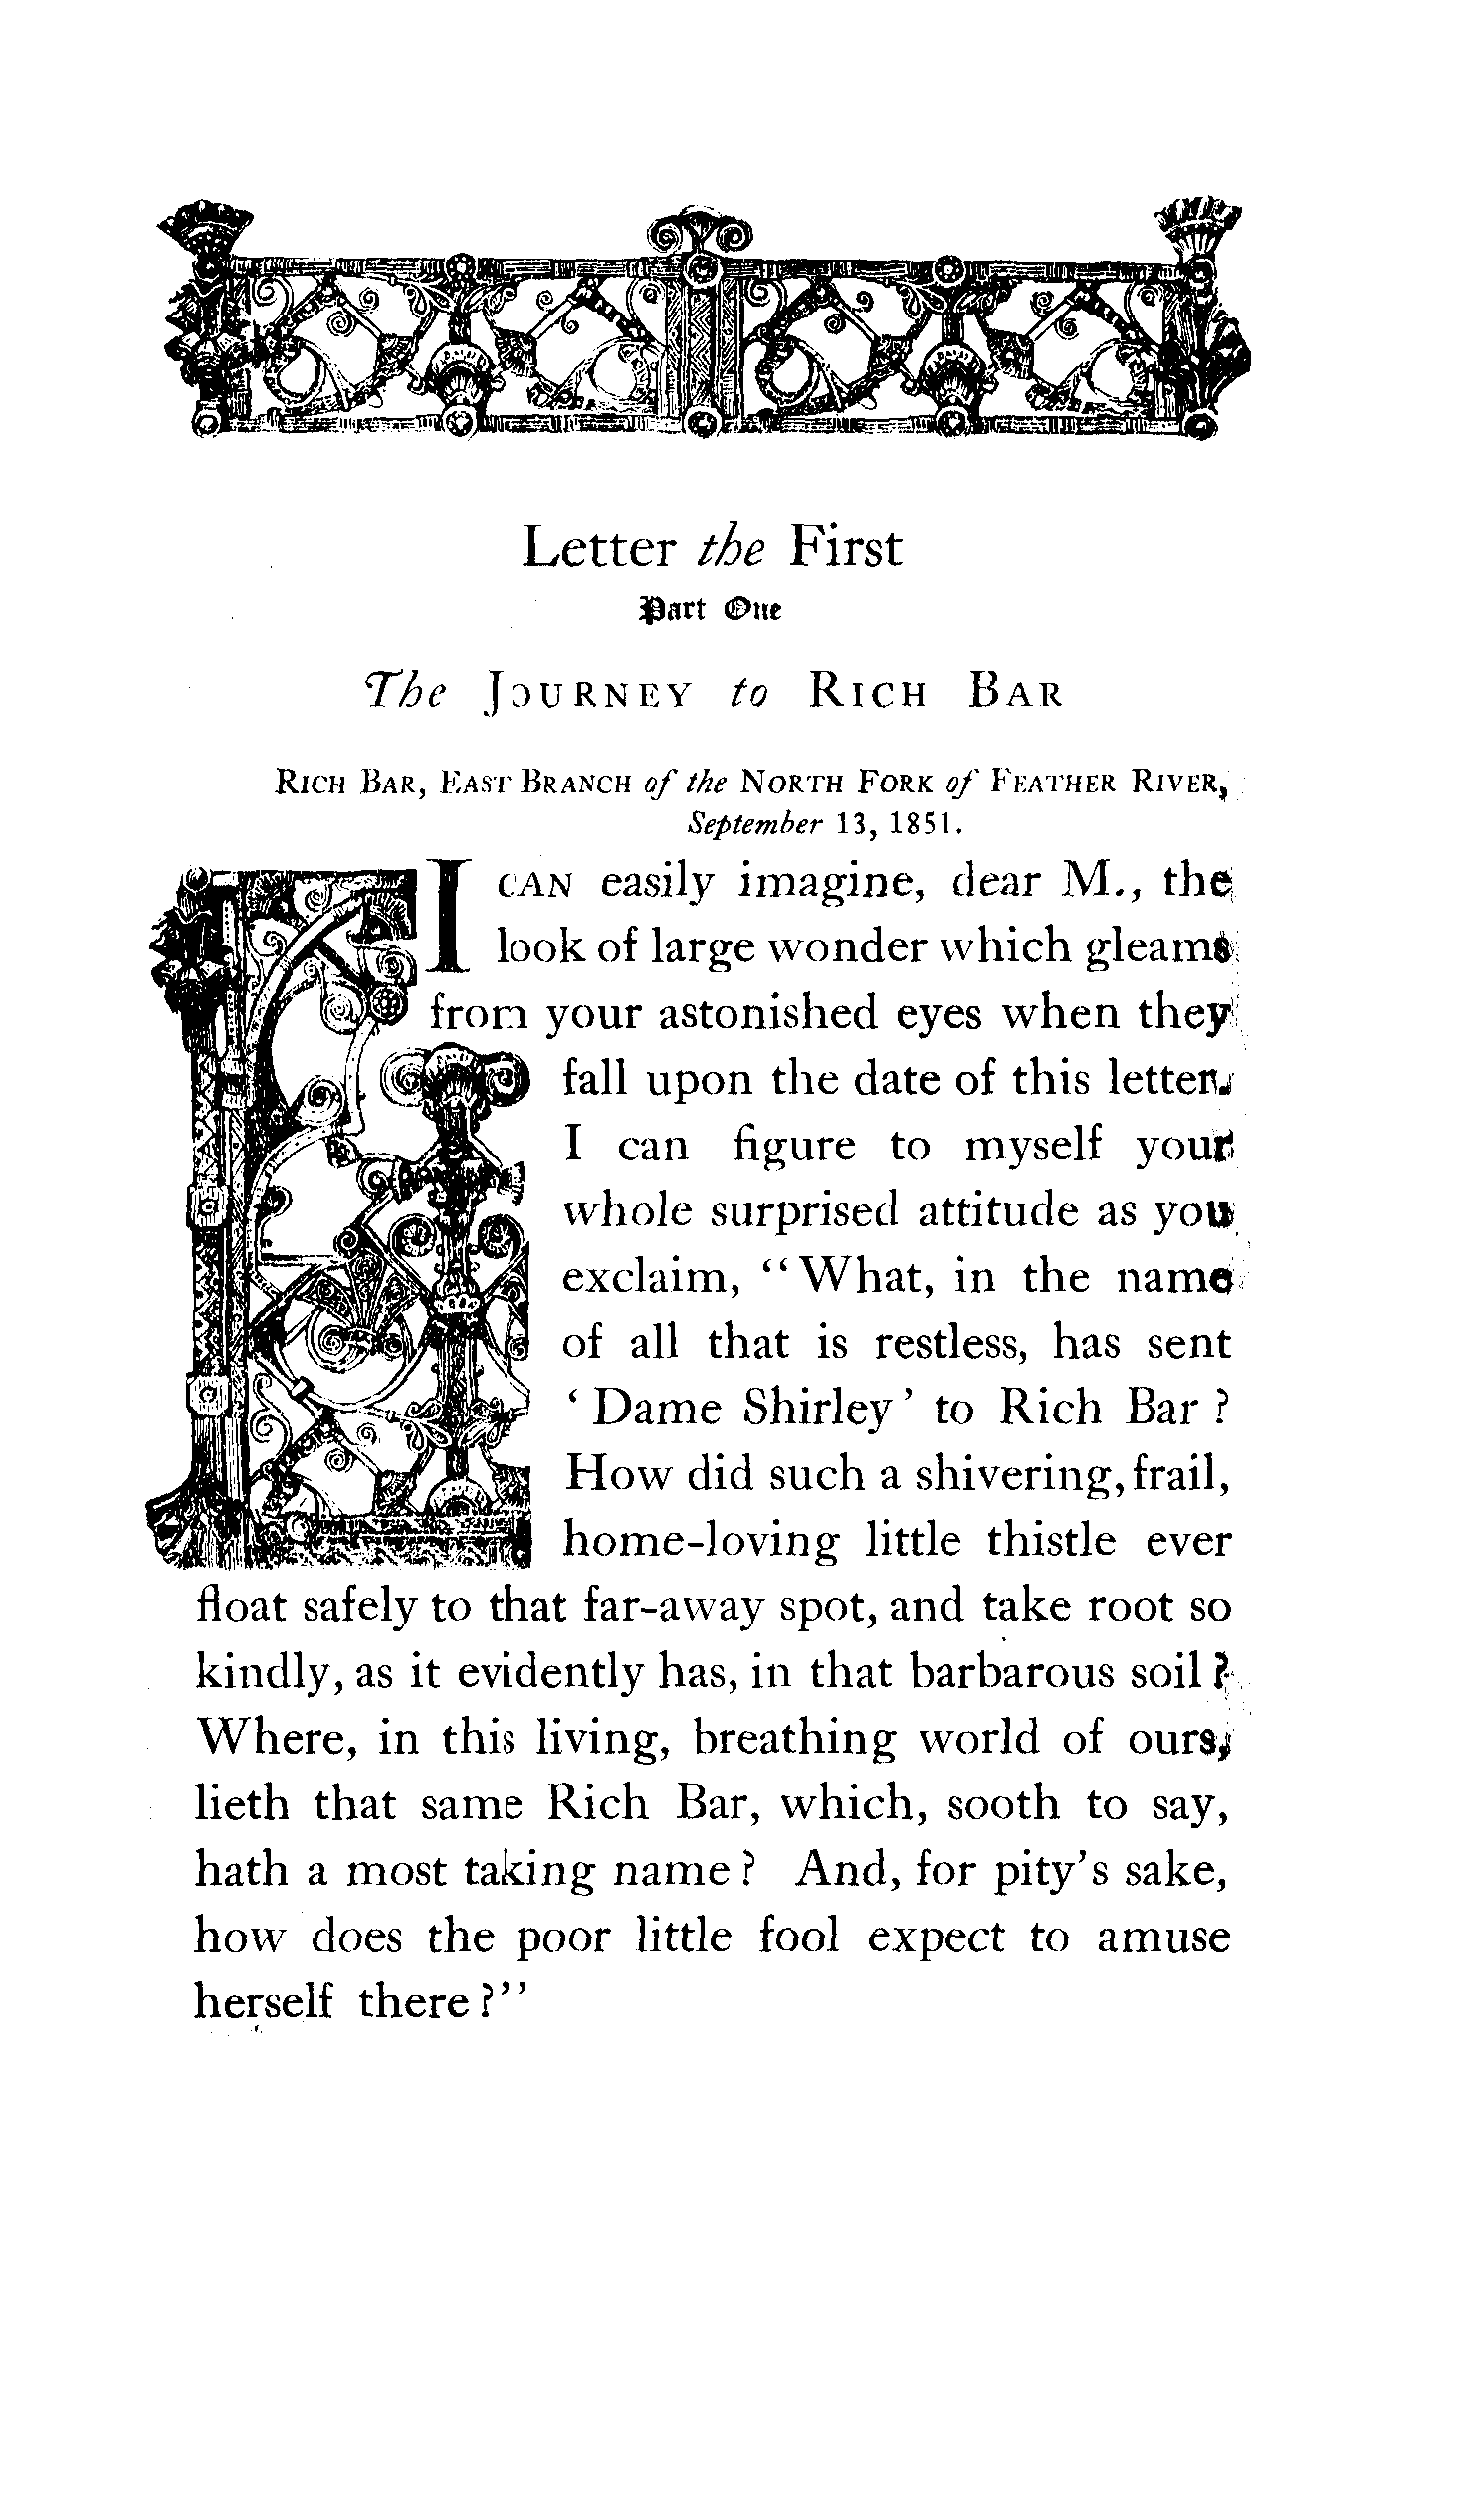 Letter the First
Part One
The JOURNEY to RICH BAR
RICH BAR, EAST BRANCH of the NORTH FORK of FEATHER RIVER,
September 13, 1851.
I CAN easily imagine, dear M., the
look of large wonder which gleams
from your astonished eyes when they
fall upon the date of this letter.
I can figure to myself your
whole surprised attitude as you
exclaim, “What, in the name
of all that is restless, has sent
‘Dame Shirley’ to Rich Bar?
How did such a shivering, frail,
home-loving little thistle ever
float safely to that far-away spot, and take root so
kindly, as it evidently has, in that barbarous soil?
Where, in this living, breathing world of ours,
lieth that same Rich Bar, which, sooth to say,
hath a most taking name? And, for pity’s sake,
how does the poor little fool expect to amuse
herself there?”